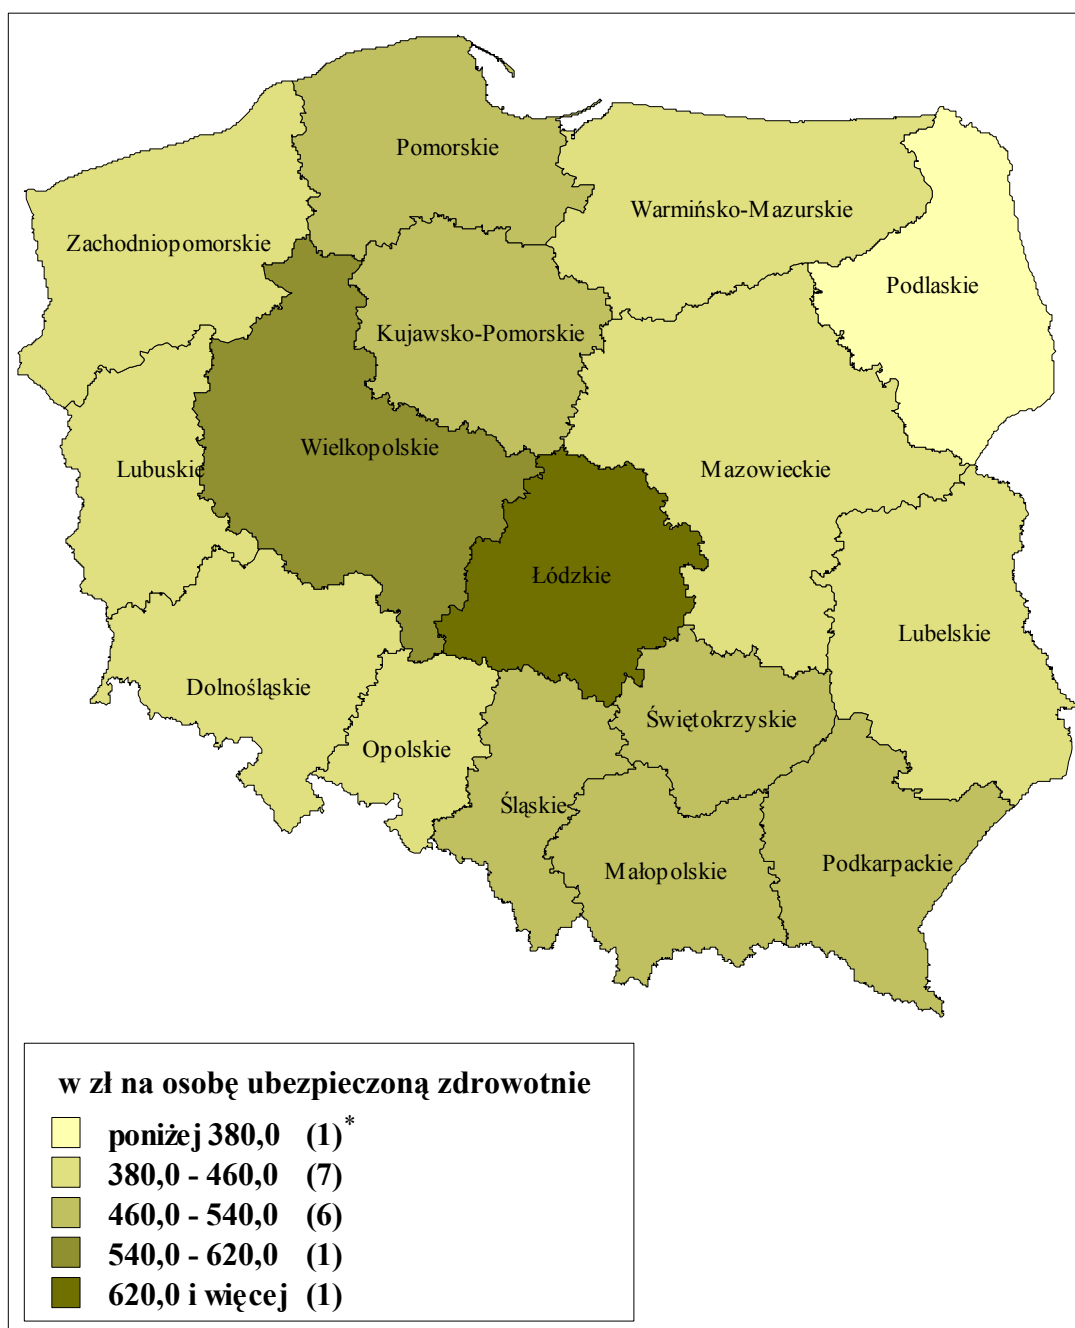 Pomorskie
Warmińsko-Mazurskie
Zachodniopomorskie
Podlaskie
Kujawsko-Pomorskie
Wielkopolskie
Lubuskie
Mazowieckie
Łódzkie
Lubelskie
Dolnośląskie
Świętokrzyskie
Opolskie
Śląskie
Małopolskie
Podkarpackie
w zł na osobę ubezpieczoną zdrowotnie
poniżej 380,0 (1)*
380,0 - 460,0 (7)
460,0 - 540,0 (6)
540,0 - 620,0 (1)
620,0 i więcej (1)